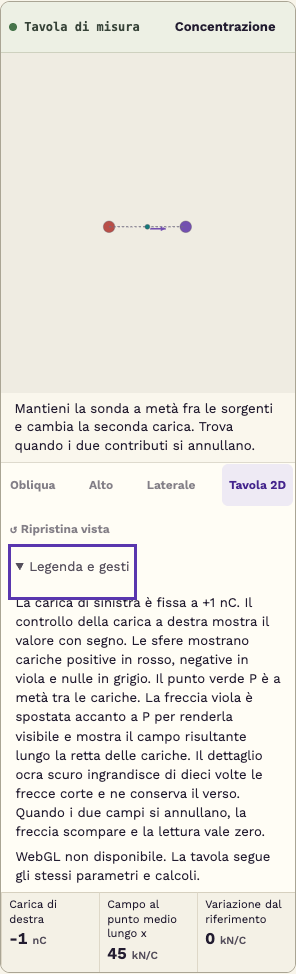 Tavola di misura Concentrazione
Mantieni la sonda a metà fra le sorgenti
e cambia la seconda carica. Trova
quando i due contributi si annullano.
Obliqua Alto Laterale Tavola 2D
↺ Ripristina vista
▼ Legenda e gesti
La carica di sinistra è fissa a +1 nC. Il
controllo della carica a destra mostra il
valore con segno. Le sfere mostrano
cariche positive in rosso, negative in
viola e nulle in grigio. Il punto verde P è a
metà tra le cariche. La freccia viola è
spostata accanto a P per renderla
visibile e mostra il campo risultante
lungo la retta delle cariche. Il dettaglio
ocra scuro ingrandisce di dieci volte le
frecce corte e ne conserva il verso.
Quando i due campi si annullano, la
freccia scompare e la lettura vale zero.
WebGL non disponibile. La tavola segue
gli stessi parametri e calcoli.
Carica di
destra
-1 nC
Campo al
punto medio
lungo x
45 kN/C
Variazione dal
riferimento
0 kN/C